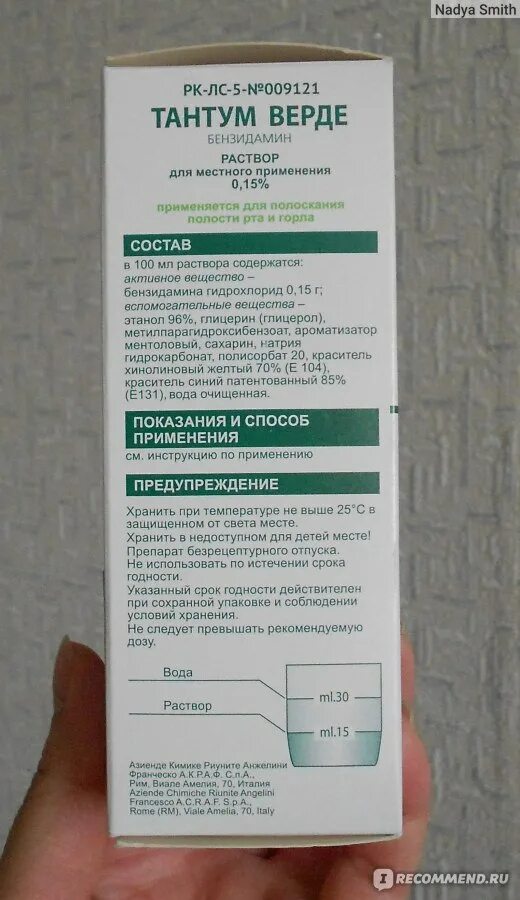 Nadya Smith
РК-ЛС-5-№009121
ТАНТУМ ВЕРДЕ
БЕНЗИДАМИН
РАСТВОР
для местного применения
0,15%
применяется для полоскания
полости рта и горла
СОСТАВ
в 100 мл раствора содержатся:
активное вещество –
бензидамина гидрохлорид 0,15 г;
вспомогательные вещества –
этанол 96%, глицерин (глицерол),
метилпарагидроксибензоат, ароматизатор
ментоловый, сахарин, натрия
гидрокарбонат, полисорбат 20, краситель
хинолиновый желтый 70% (Е 104),
краситель синий патентованный 85%
(Е131), вода очищенная.
ПОКАЗАНИЯ И СПОСОБ
ПРИМЕНЕНИЯ
см. инструкцию по применению
ПРЕДУПРЕЖДЕНИЕ
Хранить при температуре не выше 25°С в
защищенном от света месте.
Хранить в недоступном для детей месте!
Препарат безрецептурного отпуска.
Не использовать по истечении срока
годности.
Указанный срок годности действителен
при сохранной упаковке и соблюдении
условий хранения.
Не следует превышать рекомендуемую
дозу.
Вода
ml.30
Раствор
ml.15
Азиенде Кимике Риуните Анжелини
Франческо А.К.Р.А.Ф. С.п.А.,
Рим, Виале Амелия, 70, Италия
Aziende Chimiche Riunite Angelini
Francesco A.C.R.A.F. S.p.A.,
Rome (RM), Viale Amelia, 70, Italy
IRECOMMEND.RU